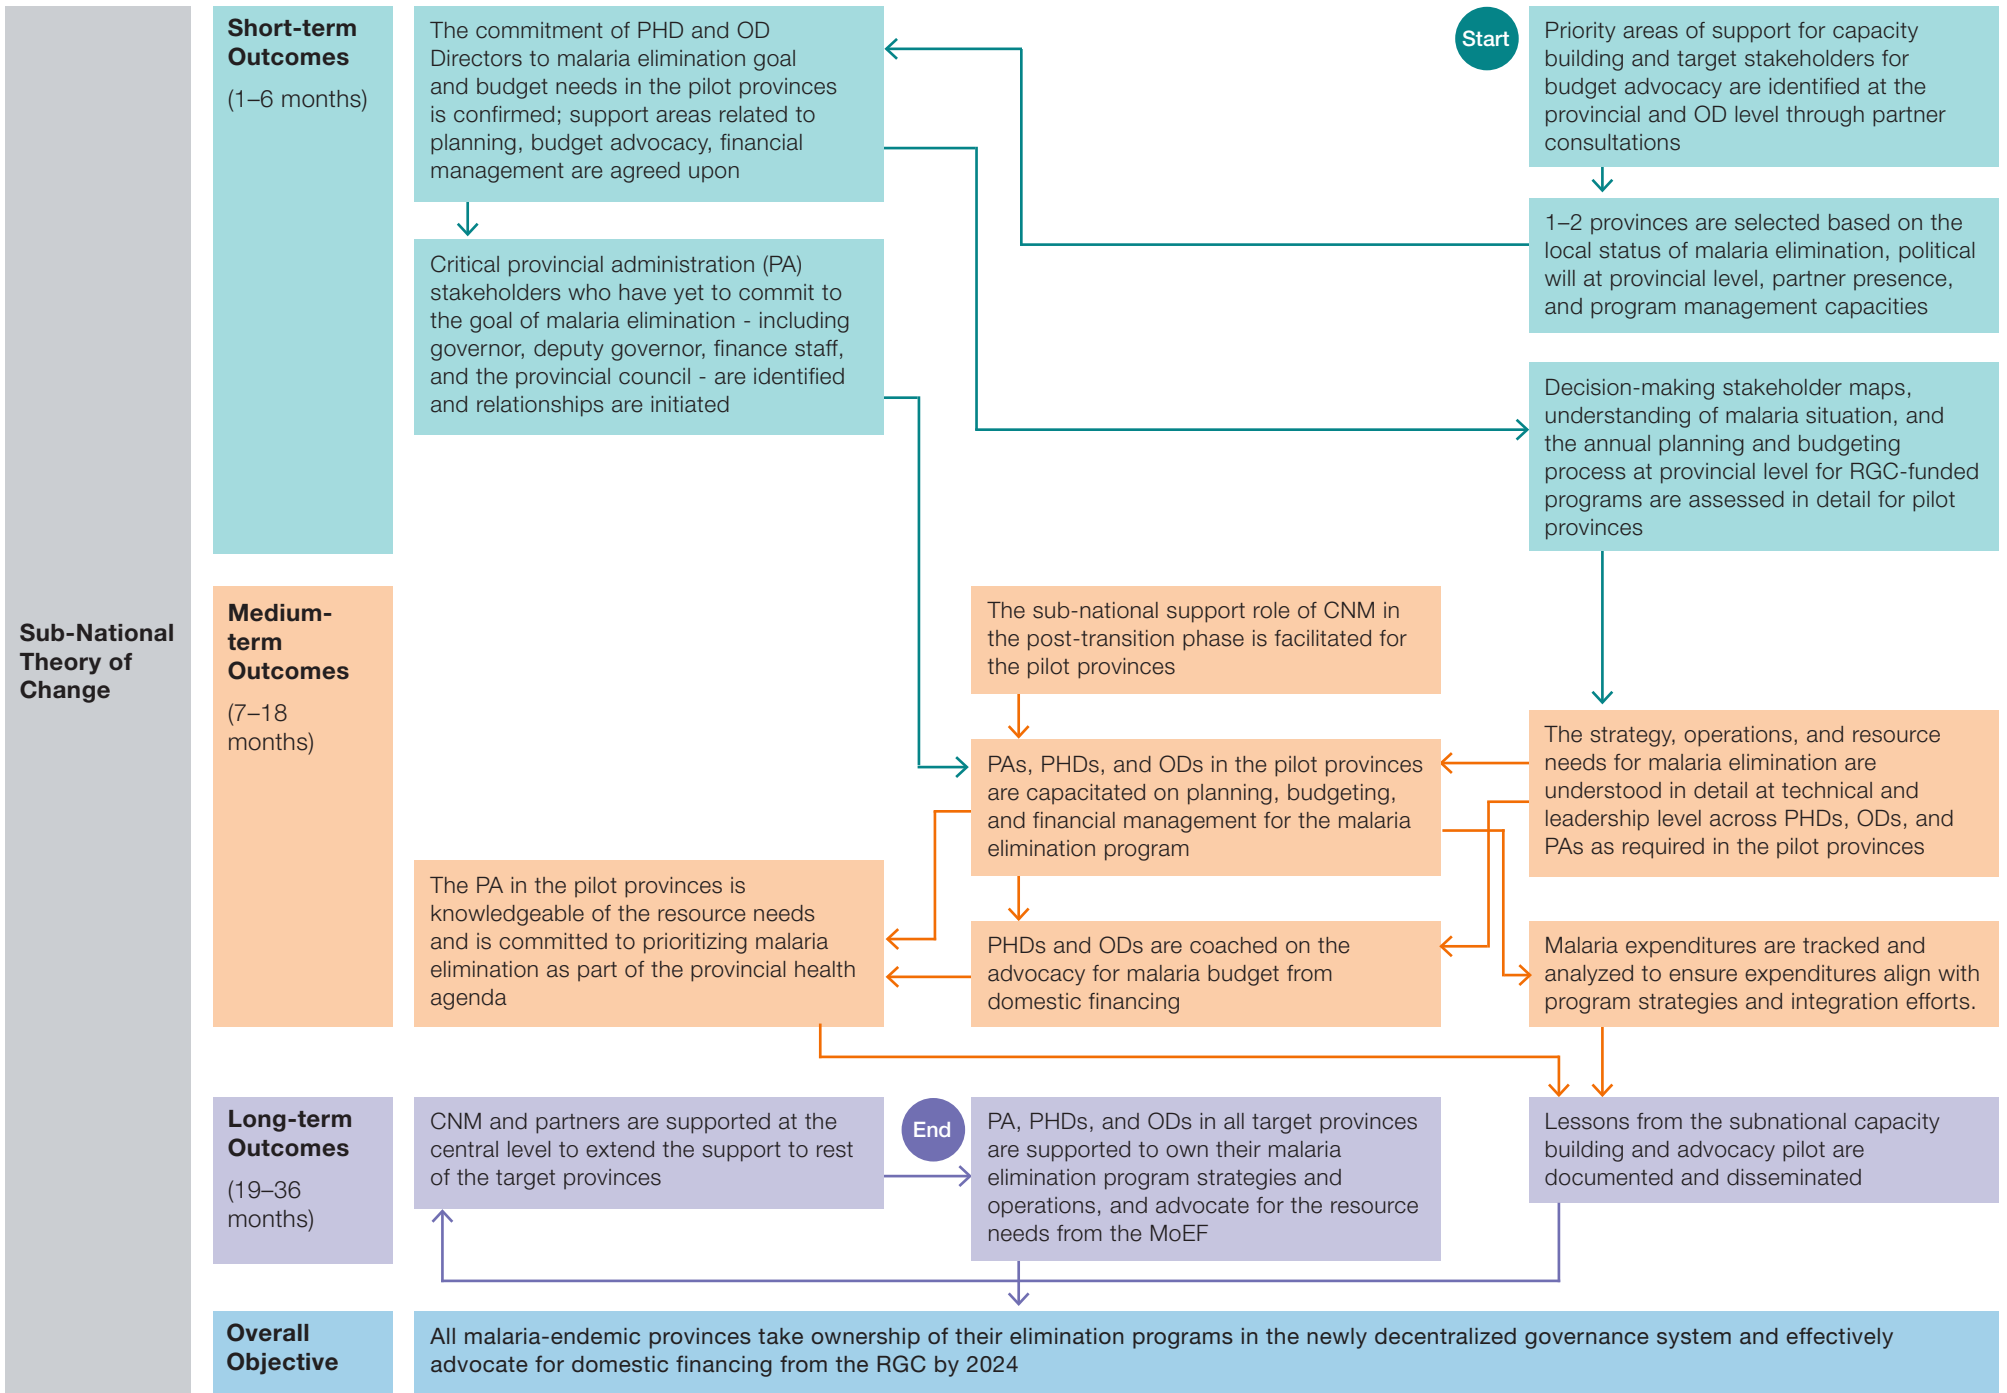 Sub-National
Theory of
Change
Short-term
Outcomes
(1–6 months)
The commitment of PHD and OD
Directors to malaria elimination goal
and budget needs in the pilot provinces
is confirmed; support areas related to
planning, budget advocacy, financial
management are agreed upon
Start
Priority areas of support for capacity
building and target stakeholders for
budget advocacy are identified at the
provincial and OD level through partner
consultations
1–2 provinces are selected based on the
local status of malaria elimination, political
will at provincial level, partner presence,
and program management capacities
Critical provincial administration (PA)
stakeholders who have yet to commit to
the goal of malaria elimination - including
governor, deputy governor, finance staff,
and the provincial council - are identified
and relationships are initiated
Decision-making stakeholder maps,
understanding of malaria situation, and
the annual planning and budgeting
process at provincial level for RGC-funded
programs are assessed in detail for pilot
provinces
Medium-
term
Outcomes
(7–18
months)
The sub-national support role of CNM in
the post-transition phase is facilitated for
the pilot provinces
PAs, PHDs, and ODs in the pilot provinces
are capacitated on planning, budgeting,
and financial management for the malaria
elimination program
The strategy, operations, and resource
needs for malaria elimination are
understood in detail at technical and
leadership level across PHDs, ODs, and
PAs as required in the pilot provinces
The PA in the pilot provinces is
knowledgeable of the resource needs
and is committed to prioritizing malaria
elimination as part of the provincial health
agenda
PHDs and ODs are coached on the
advocacy for malaria budget from
domestic financing
Malaria expenditures are tracked and
analyzed to ensure expenditures align with
program strategies and integration efforts.
Long-term
Outcomes
(19–36
months)
CNM and partners are supported at the
central level to extend the support to rest
of the target provinces
End
PA, PHDs, and ODs in all target provinces
are supported to own their malaria
elimination program strategies and
operations, and advocate for the resource
needs from the MoEF
Lessons from the subnational capacity
building and advocacy pilot are
documented and disseminated
Overall
Objective
All malaria-endemic provinces take ownership of their elimination programs in the newly decentralized governance system and effectively
advocate for domestic financing from the RGC by 2024